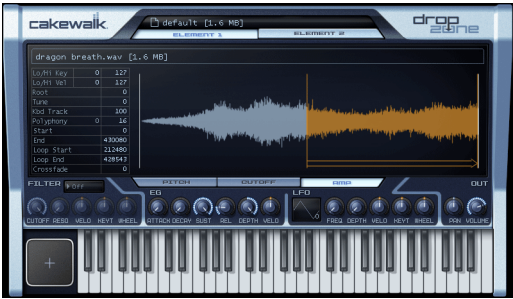 cakewalk.
default [1.6 MB]
drop zone
ELEMENT 1 ELEMENT 2
dragon breath.wav [1.6 MB]
Lo/Hi Key 0 127
Lo/Hi Vel 0 127
Root 0
Tune 0
Kbd Track 100
Polyphony 0 16
Start 0
End 430080
Loop Start 212480
Loop End 428543
Crossfade 0
PITCH CUTOFF AMP
FILTER Off EG LFO OUT
CUTOFF RESO VELO KEYT WHEEL ATTACK DECAY SUST REL DEPTH VELO FREQ DEPTH VELO KEYT WHEEL PAN VOLUME